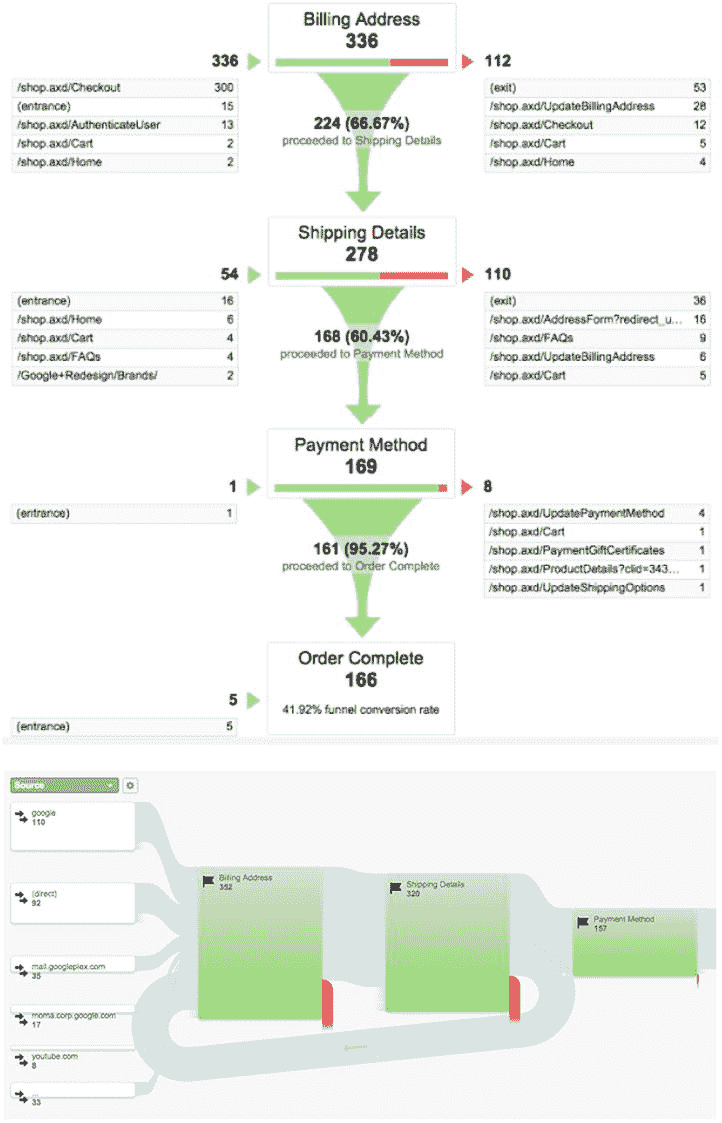 Billing Address
336
336
112
/shop.axd/Checkout 300
(entrance) 15
/shop.axd/AuthenticateUser 13
/shop.axd/Cart 2
/shop.axd/Home 2
(exit) 53
/shop.axd/UpdateBillingAddress 28
/shop.axd/Checkout 12
/shop.axd/Cart 5
/shop.axd/Home 4
224 (66.67%)
proceeded to Shipping Details
Shipping Details
278
54
110
(entrance) 16
/shop.axd/Home 6
/shop.axd/Cart 4
/shop.axd/FAQs 4
/Google+Redesign/Brands/ 2
(exit) 36
/shop.axd/AddressForm?redirect_u... 16
/shop.axd/FAQs 9
/shop.axd/UpdateBillingAddress 6
/shop.axd/Cart 5
168 (60.43%)
proceeded to Payment Method
Payment Method
169
1
8
(entrance) 1
/shop.axd/UpdatePaymentMethod 4
/shop.axd/Cart 1
/shop.axd/PaymentGiftCertificates 1
/shop.axd/ProductDetails?clid=343... 1
/shop.axd/UpdateShippingOptions 1
161 (95.27%)
proceeded to Order Complete
Order Complete
166
41.92% funnel conversion rate
5
(entrance) 5
Source
google
110
(direct)
92
mail.googleplex.com
35
moma.corp.google.com
17
youtube.com
8
...
33
Billing Address
352
Shipping Details
320
Payment Method
157